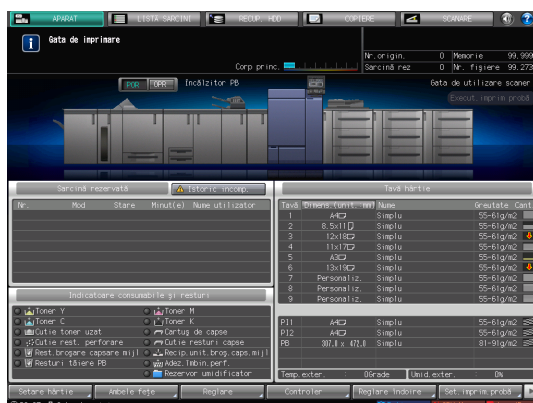 APARAT
LISTĂ SARCINI
RECUP. HDD
COPIERE
SCANARE
Gata de imprimare
Corp princ.
Nr.origin. 0 Memorie 99.999
Sarcină rez 0 Nr. fişiere 99.273
POR OPR Încălzitor PB
Gata de utilizare scaner
Execut.imprim probă
Sarcină rezervată
Istoric incomp.
Nr. Mod Stare Minut(e) Nume utilizator
Tavă hârtie
Tavă Dimens.(unit. mm) Nume Greutate Cant
1 A4 Simplu 55-61g/m2
2 8.5x11 Simplu 55-61g/m2
3 12x18 Simplu 55-61g/m2
4 11x17 Simplu 55-61g/m2
5 A3 Simplu 55-61g/m2
6 13x19 Simplu 55-61g/m2
7 Personaliz. Simplu 55-61g/m2
8 Personaliz. Simplu 55-61g/m2
9 Personaliz. Simplu 55-61g/m2
PI1 A4 Simplu 55-61g/m2
PI2 A4 Simplu 55-61g/m2
PB 307.0 x 472.0 Simplu 81-91g/m2
Temp.exter. 0Grade Umid.exter. : 0%
Indicatoare consumabile şi resturi
Toner Y
Toner M
Toner C
Toner K
Cutie toner uzat
Cartuş de capse
Cutie rest. perforare
Cutie resturi capse
Rest.broşare capsare mijl
Recip.unit.broş.caps.mijl
Resturi tăiere PB
Adez.Îmbin.perf.
Rezervor umidificator
Setare hârtie
Ambele feţe
Reglare
Controler
Reglare îndoire
Set.imprim.probă